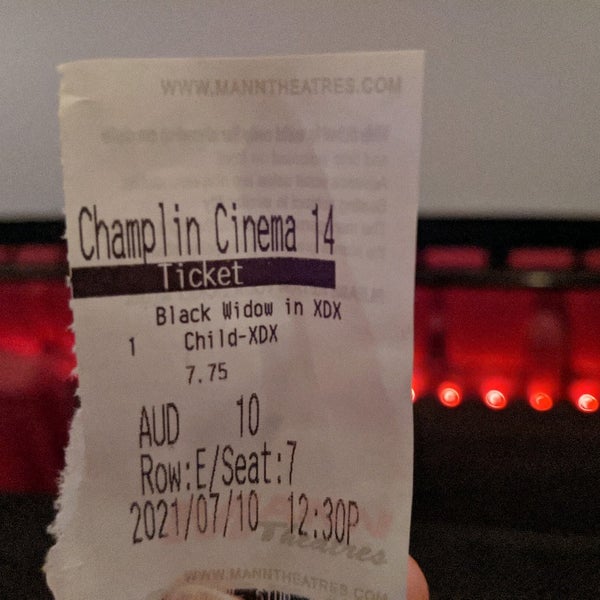 WWW.MANNTHEATRES.COM
Champlin Cinema 14
Ticket
Black Widow in XDX
1 Child-XDX
7.75
AUD 10
Row:E/Seat:7
2021/07/10 12:30P
Theatres
WWW.MANNTHEATRES.COM